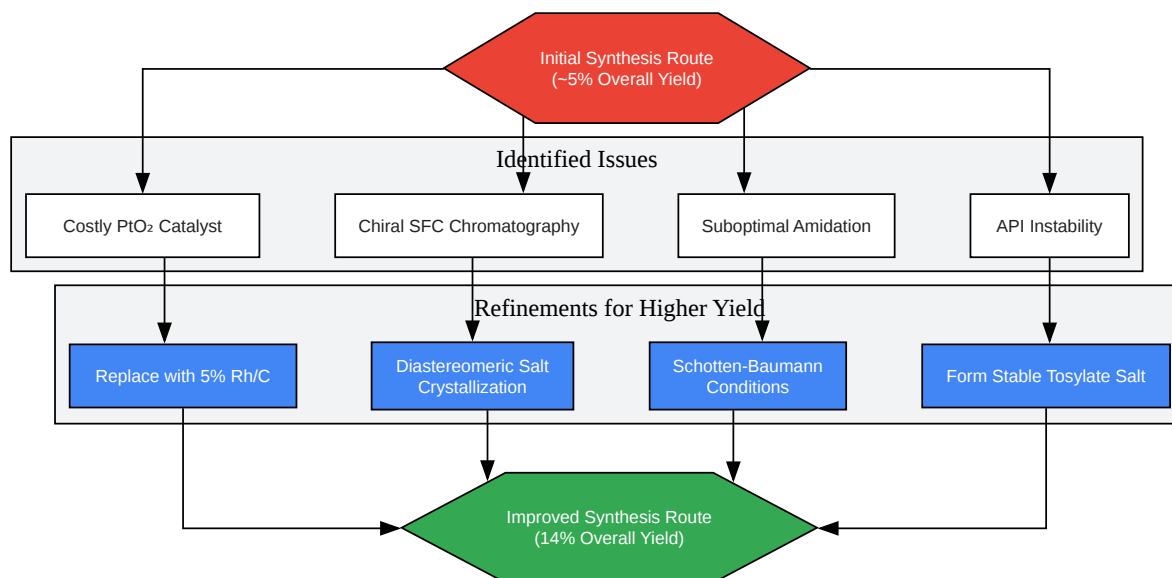 Initial Synthesis Route
(~5% Overall Yield)
Identified Issues
Costly PtO₂ Catalyst
Chiral SFC Chromatography
Suboptimal Amidation
API Instability
Refinements for Higher Yield
Replace with 5% Rh/C
Diastereomeric Salt
Crystallization
Schotten-Baumann
Conditions
Form Stable Tosylate Salt
Improved Synthesis Route
(14% Overall Yield)